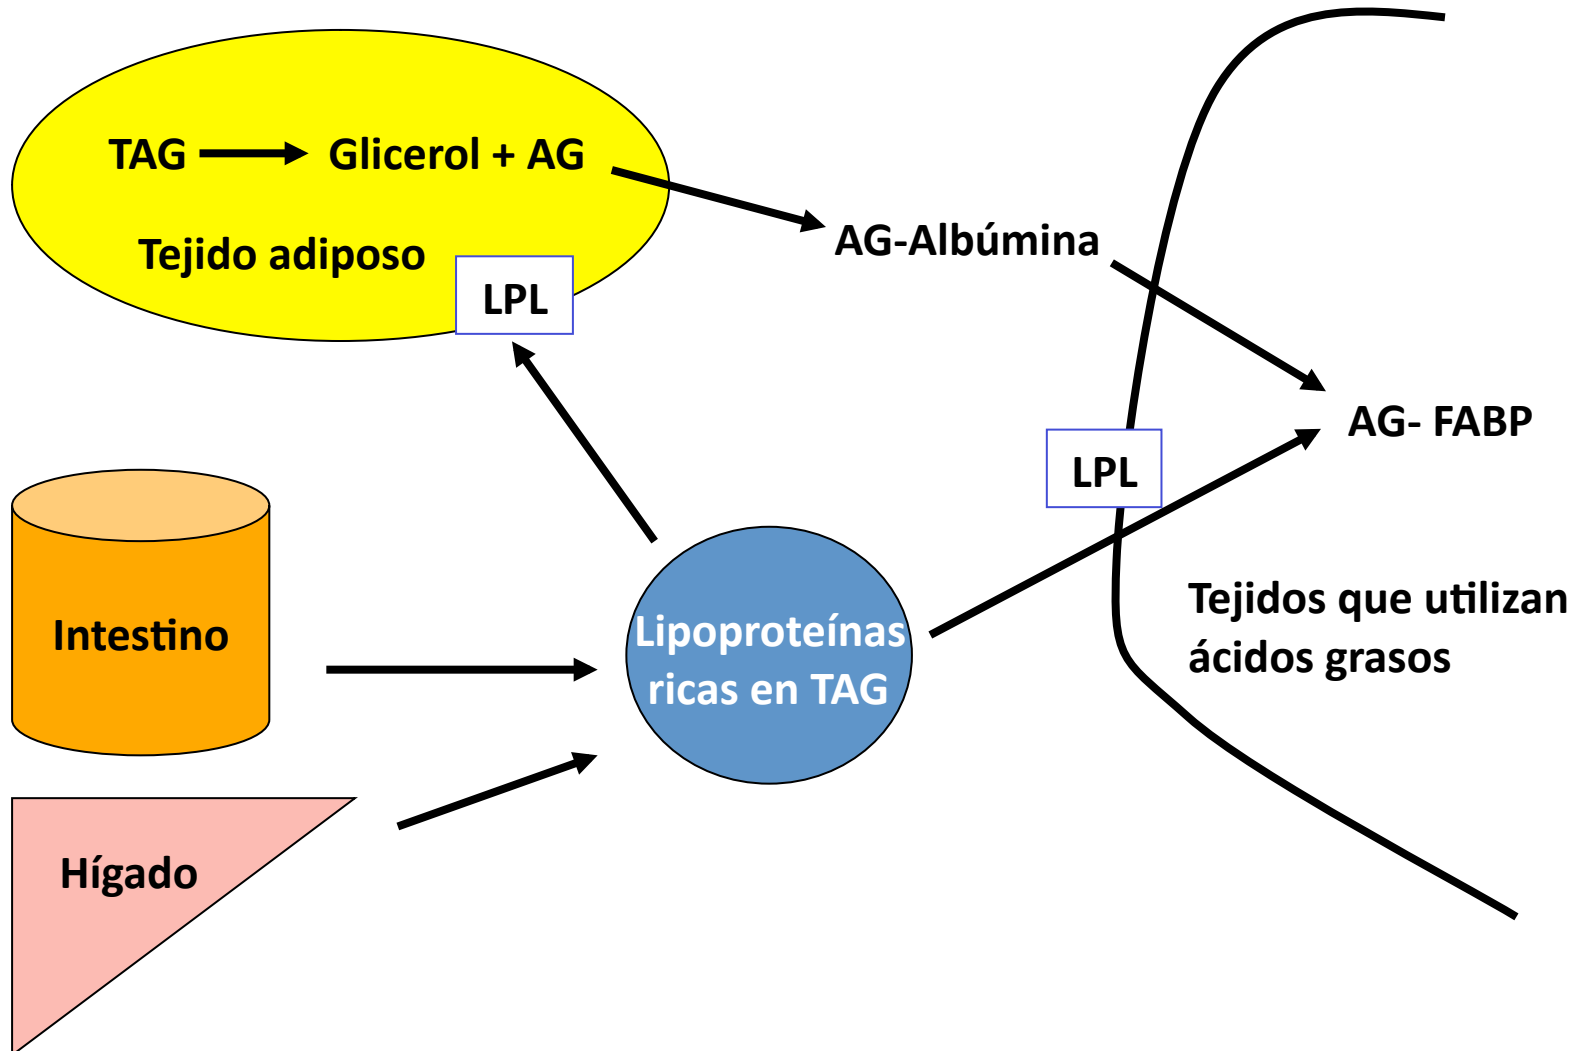 TAG
Glicerol + AG
Tejido adiposo
LPL
AG-Albúmina
AG- FABP
LPL
Intestino
Lipoproteínas
ricas en TAG
Tejidos que utilizan
ácidos grasos
Hígado